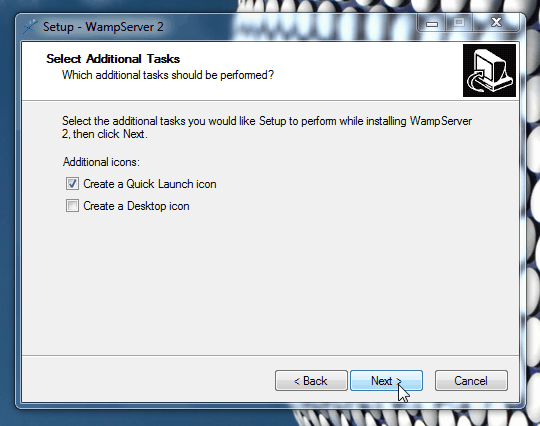 Setup - WampServer 2
Select Additional Tasks
Which additional tasks should be performed?
Select the additional tasks you would like Setup to perform while installing WampServer
2, then click Next.
Additional icons:
Create a Quick Launch icon
Create a Desktop icon
< Back
Next >
Cancel